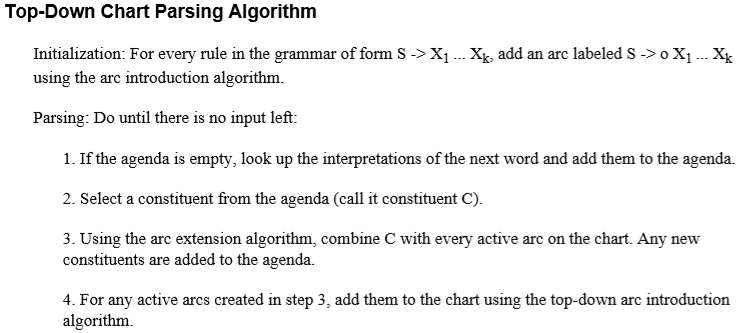 Top-Down Chart Parsing Algorithm
Initialization: For every rule in the grammar of form S -> X1 ... Xk, add an arc labeled S -> o X1 ... Xk
using the arc introduction algorithm.
Parsing: Do until there is no input left:
1. If the agenda is empty, look up the interpretations of the next word and add them to the agenda.
2. Select a constituent from the agenda (call it constituent C).
3. Using the arc extension algorithm, combine C with every active arc on the chart. Any new
constituents are added to the agenda.
4. For any active arcs created in step 3, add them to the chart using the top-down arc introduction
algorithm.